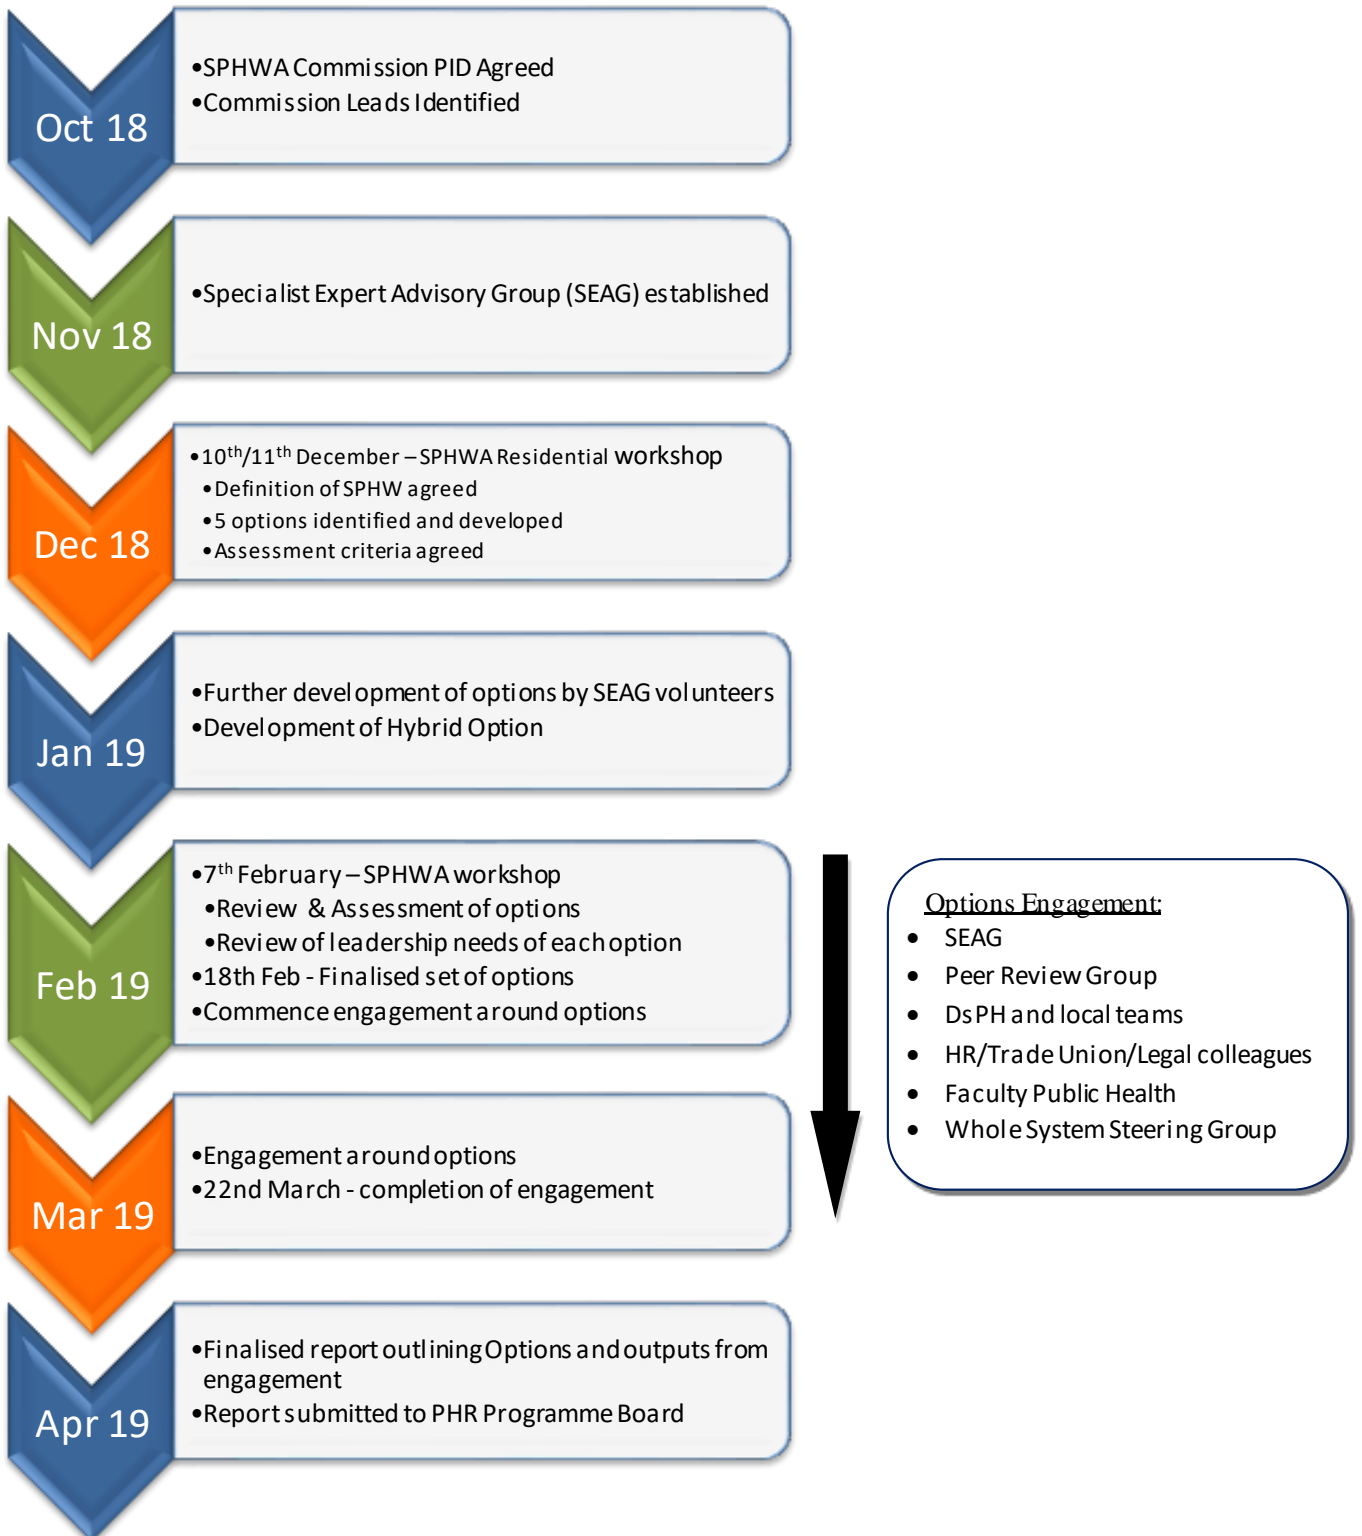 Oct 18
•SPHWA Commission PID Agreed
•Commission Leads Identified
Nov 18
•Specialist Expert Advisory Group (SEAG) established
Dec 18
•10th/11th December – SPHWA Residential workshop
•Definition of SPHW agreed
•5 options identified and developed
•Assessment criteria agreed
Jan 19
•Further development of options by SEAG volunteers
•Development of Hybrid Option
Feb 19
•7th February – SPHWA workshop
•Review & Assessment of options
•Review of leadership needs of each option
•18th Feb - Finalised set of options
•Commence engagement around options
Options Engagement:
• SEAG
• Peer Review Group
• DsPH and local teams
• HR/Trade Union/Legal colleagues
• Faculty Public Health
• Whole System Steering Group
Mar 19
•Engagement around options
•22nd March - completion of engagement
Apr 19
•Finalised report outlining Options and outputs from
engagement
•Report submitted to PHR Programme Board